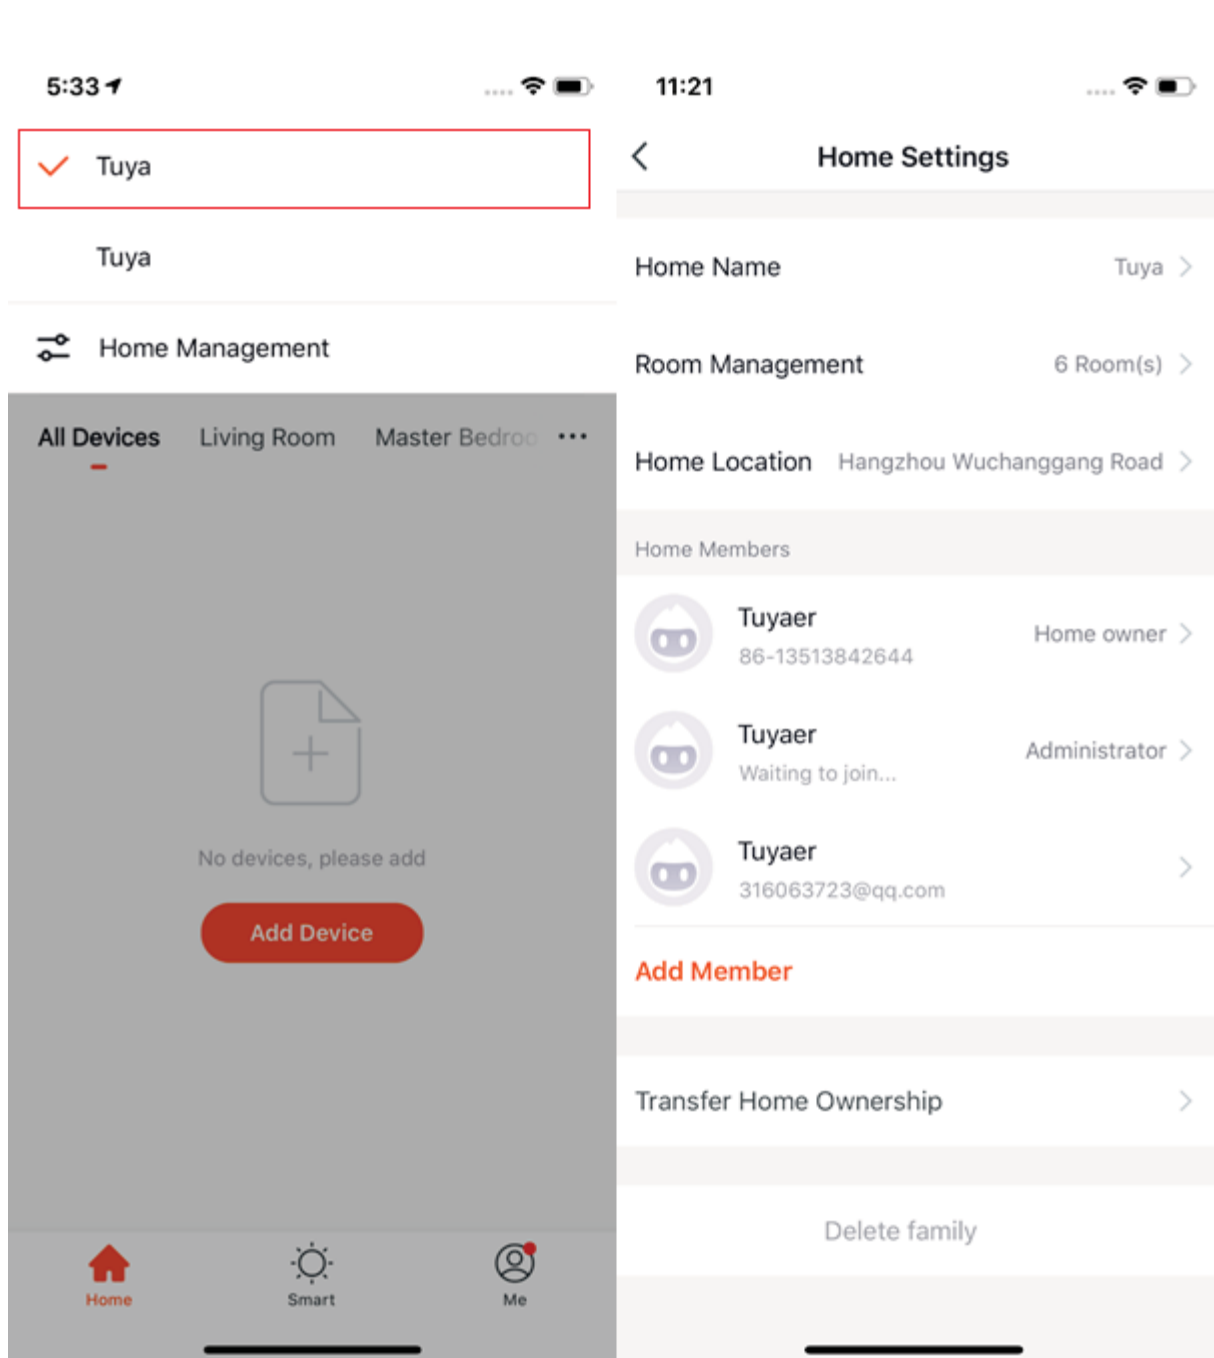 5:33
Tuya
Tuya
Home Management
All Devices Living Room Master Bedroo
No devices, please add
Add Device
Home Smart Me
11:21
Home Settings
Home Name Tuya
Room Management 6 Room(s)
Home Location Hangzhou Wuchanggang Road
Home Members
Tuyaer
86-13513842644
Home owner
Tuyaer
Waiting to join...
Administrator
Tuyaer
316063723@qq.com
Add Member
Transfer Home Ownership
Delete family